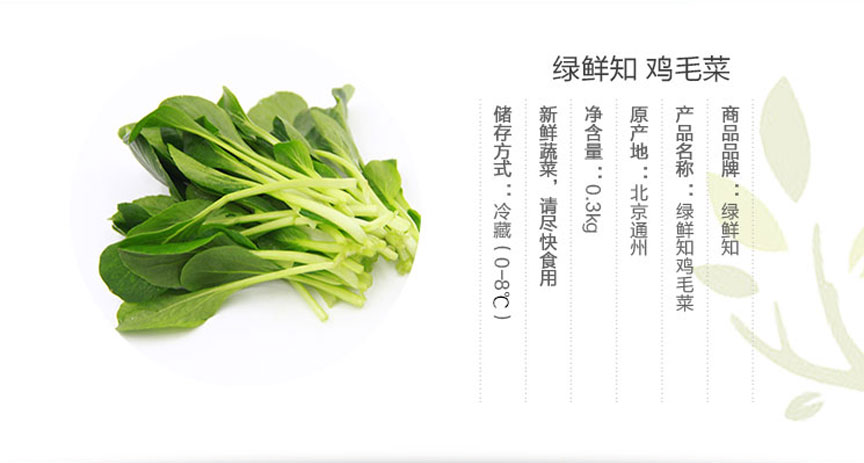 绿鲜知 鸡毛菜
商品品牌：绿鲜知
产品名称：绿鲜知鸡毛菜
原产地：北京通州
净含量：0.3kg
新鲜蔬菜，请尽快食用
储存方式：冷藏(0-8℃)